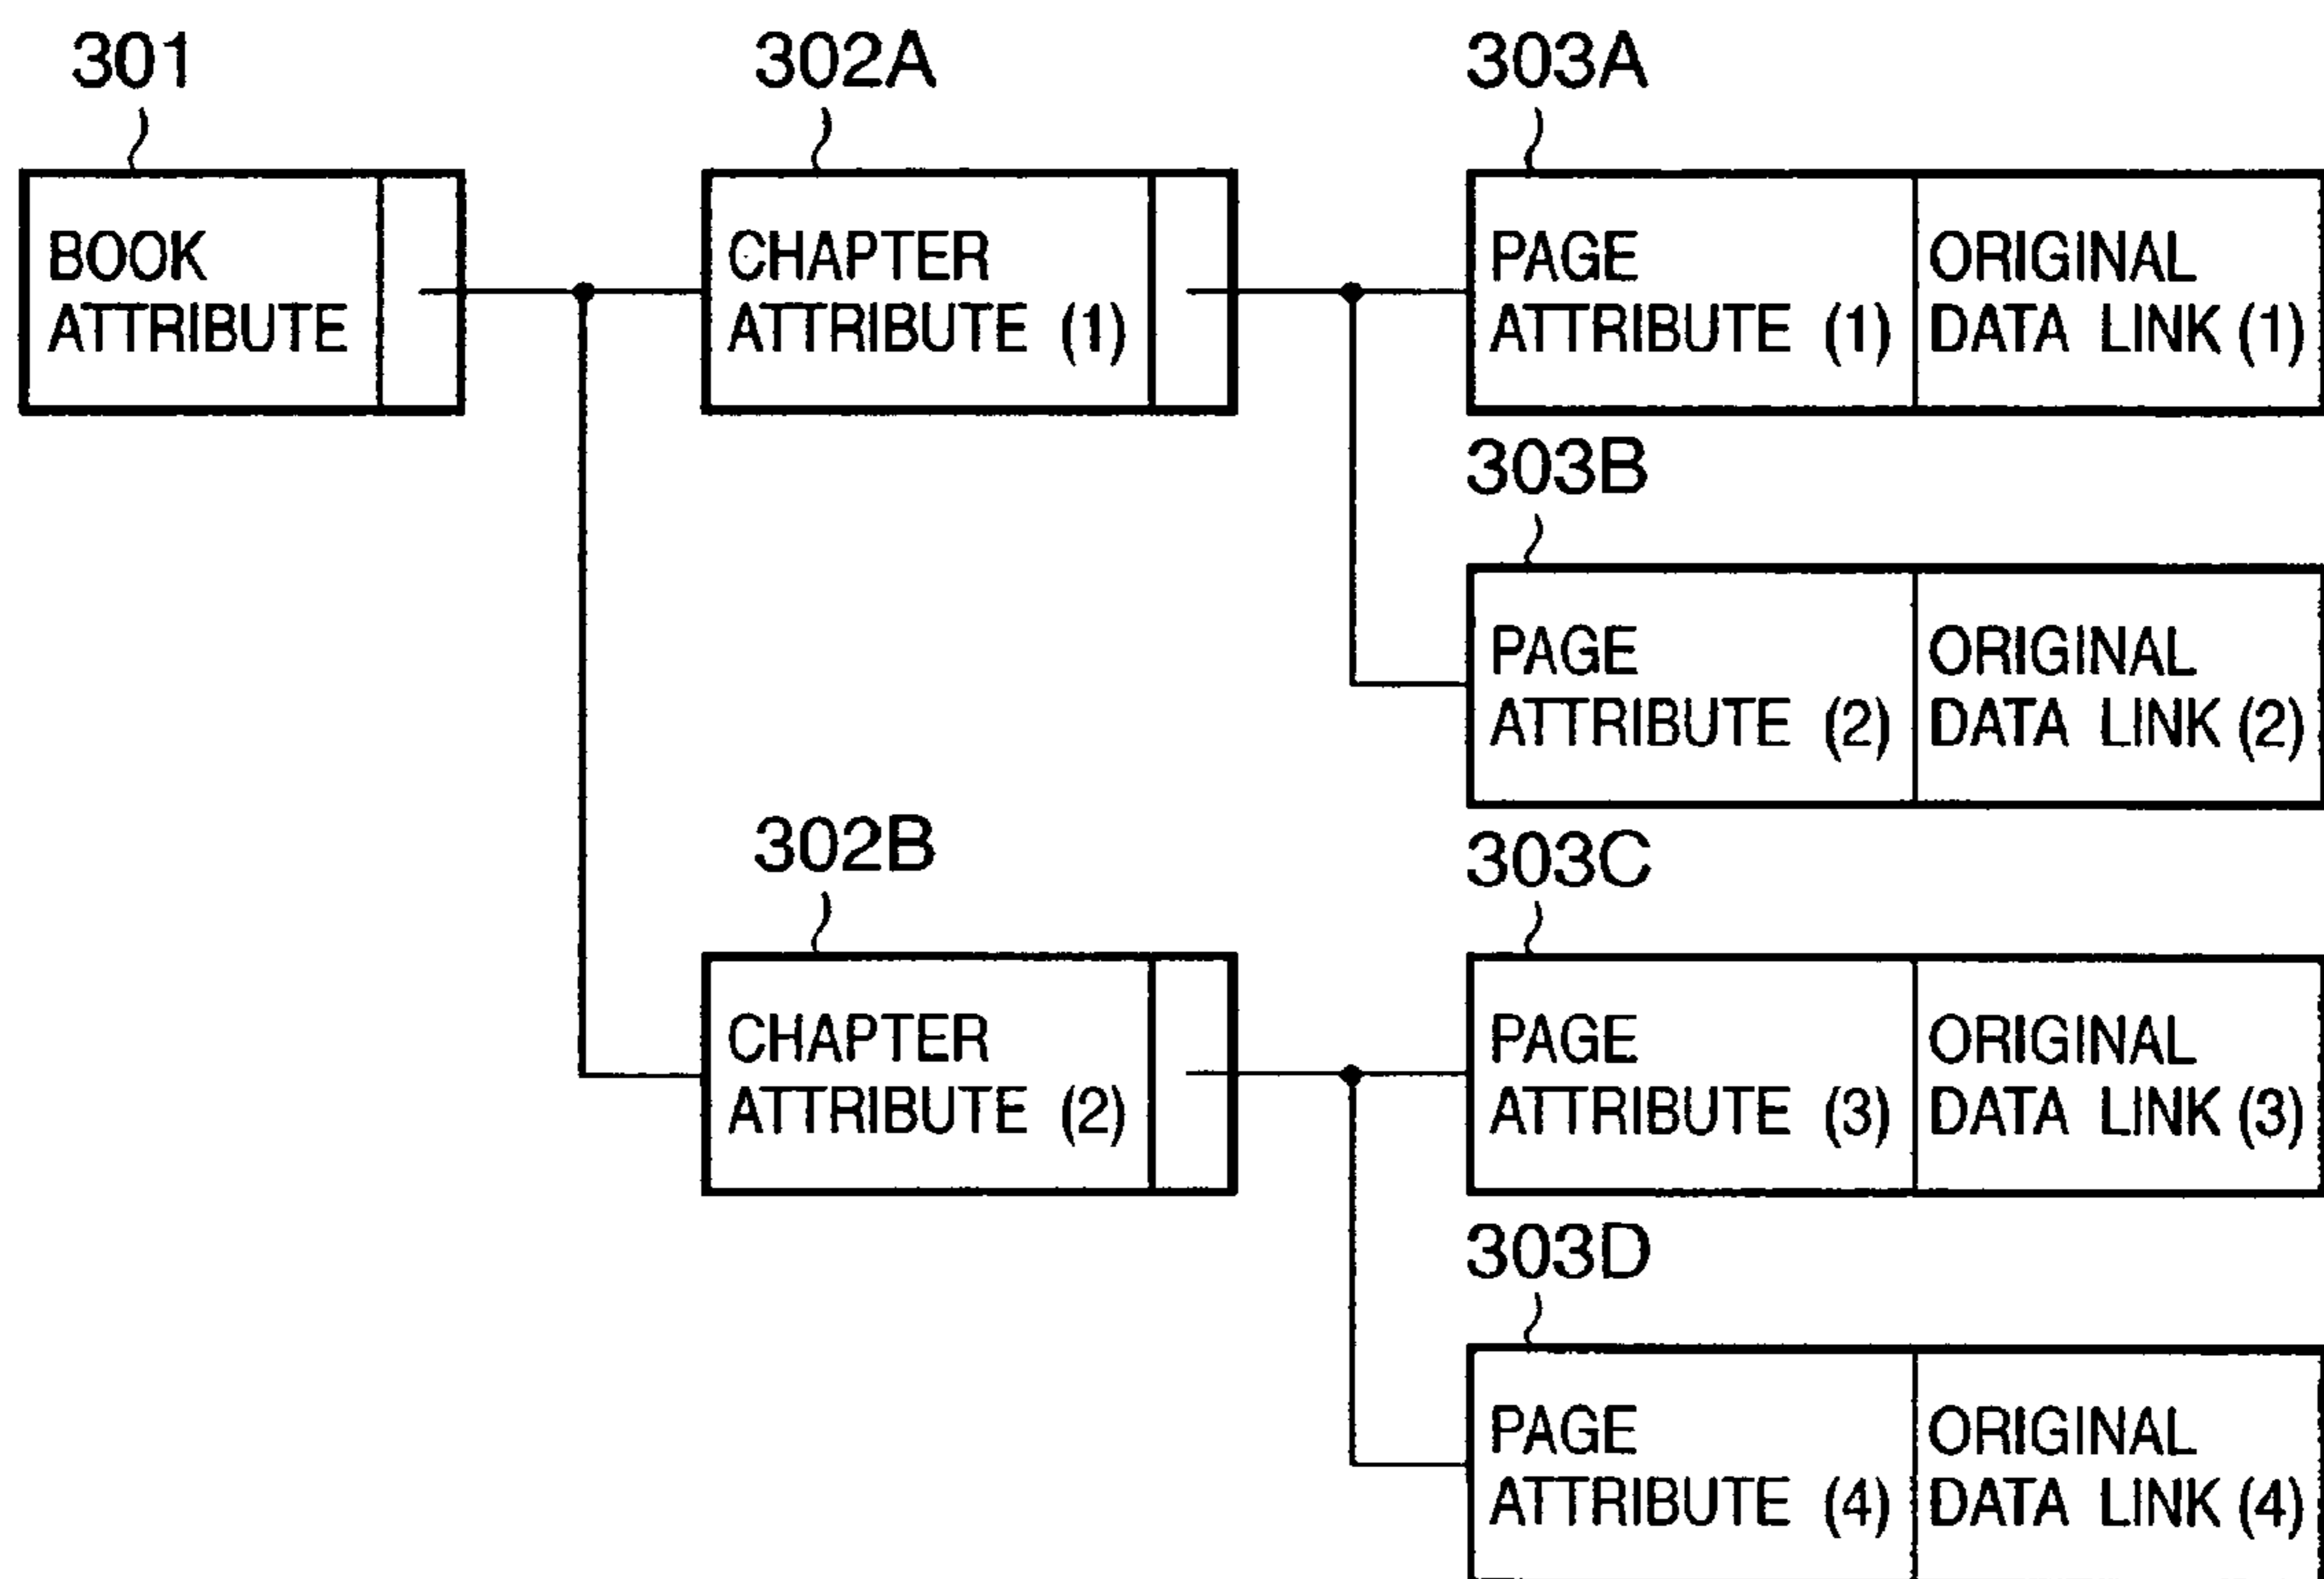 301
302A
303A
BOOK
ATTRIBUTE
CHAPTER
ATTRIBUTE (1)
PAGE
ATTRIBUTE (1)
ORIGINAL
DATA LINK (1)
303B
PAGE
ATTRIBUTE (2)
ORIGINAL
DATA LINK (2)
302B
303C
CHAPTER
ATTRIBUTE (2)
PAGE
ATTRIBUTE (3)
ORIGINAL
DATA LINK (3)
303D
PAGE
ATTRIBUTE (4)
ORIGINAL
DATA LINK (4)